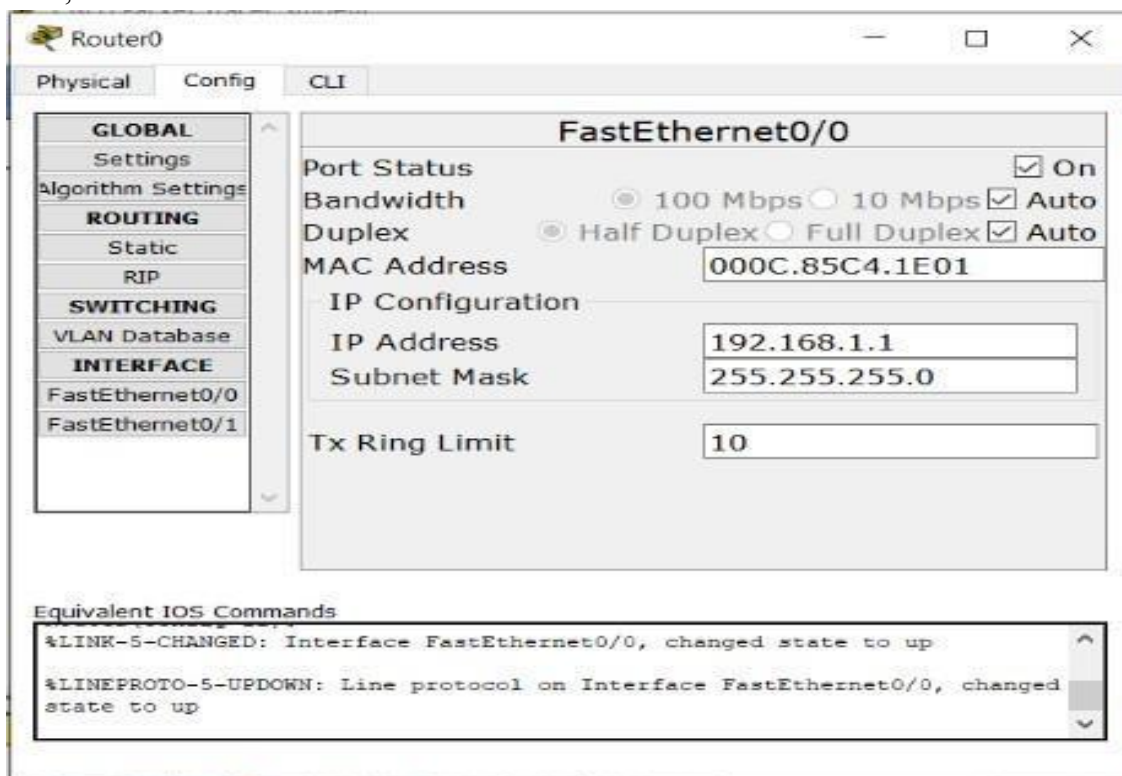 Router0
Physical Config CLI
GLOBAL
Settings
Algorithm Settings
ROUTING
Static
RIP
SWITCHING
VLAN Database
INTERFACE
FastEthernet0/0
FastEthernet0/1
FastEthernet0/0
Port Status On
Bandwidth 100 Mbps 10 Mbps Auto
Duplex Half Duplex Full Duplex Auto
MAC Address 000C.85C4.1E01
IP Configuration
IP Address 192.168.1.1
Subnet Mask 255.255.255.0
Tx Ring Limit 10
Equivalent IOS Commands
%LINK-5-CHANGED: Interface FastEthernet0/0, changed state to up
%LINEPROTO-5-UPDOWN: Line protocol on Interface FastEthernet0/0, changed
state to up